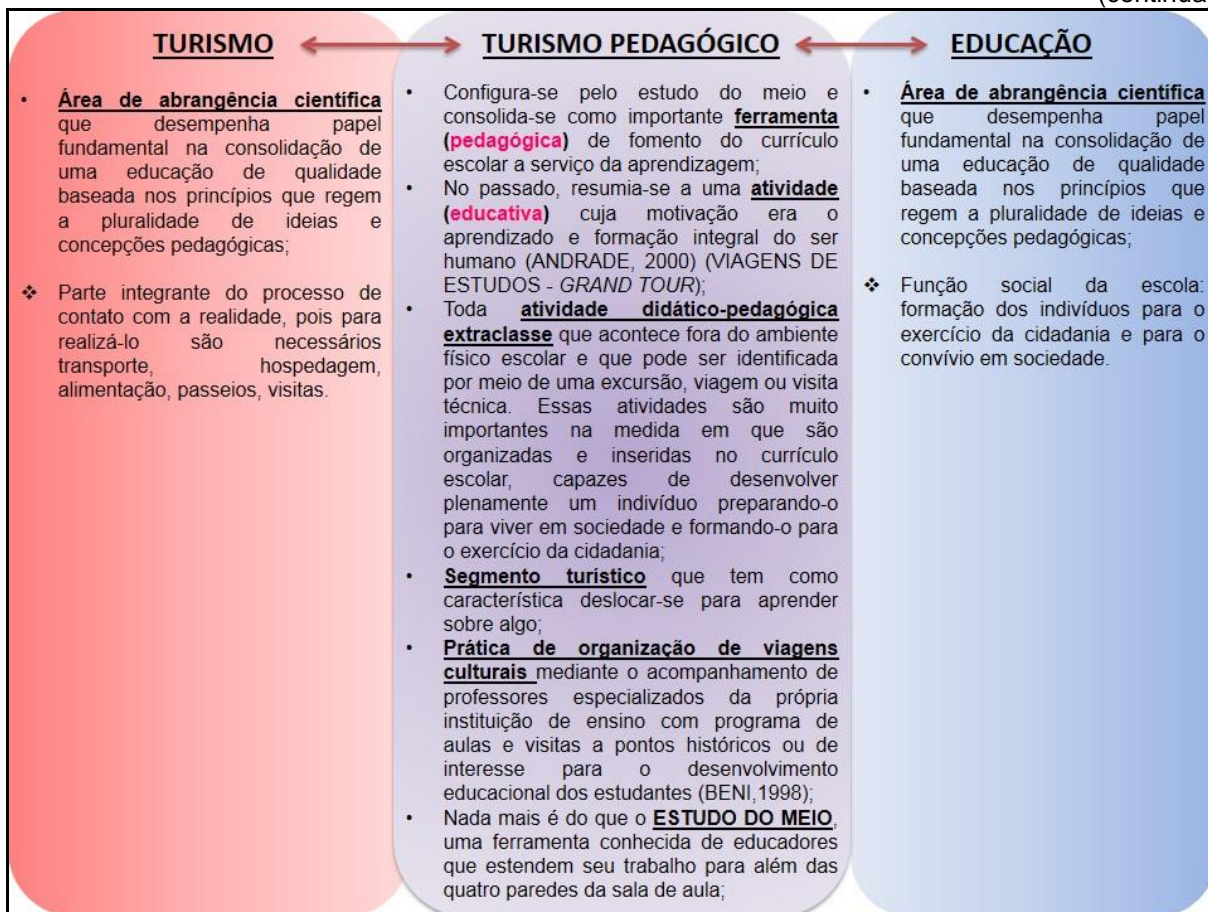 (continua
TURISMO
• Área de abrangência científica
que desempenha papel
fundamental na consolidação de
uma educação de qualidade
baseada nos princípios que regem
a pluralidade de ideias e
concepções pedagógicas;
❖ Parte integrante do processo de
contato com a realidade, pois para
realizá-lo são necessários
transporte, hospedagem,
alimentação, passeios, visitas.
TURISMO PEDAGÓGICO
• Configura-se pelo estudo do meio e
consolida-se como importante ferramenta
(pedagógica) de fomento do currículo
escolar a serviço da aprendizagem;
• No passado, resumia-se a uma atividade
(educativa) cuja motivação era o
aprendizado e formação integral do ser
humano (ANDRADE, 2000) (VIAGENS DE
ESTUDOS - GRAND TOUR);
• Toda atividade didático-pedagógica
extraclasse que acontece fora do ambiente
físico escolar e que pode ser identificada
por meio de uma excursão, viagem ou visita
técnica. Essas atividades são muito
importantes na medida em que são
organizadas e inseridas no currículo
escolar, capazes de desenvolver
plenamente um indivíduo preparando-o
para viver em sociedade e formando-o para
o exercício da cidadania;
• Segmento turístico que tem como
característica deslocar-se para aprender
sobre algo;
• Prática de organização de viagens
culturais mediante o acompanhamento de
professores especializados da própria
instituição de ensino com programa de
aulas e visitas a pontos históricos ou de
interesse para o desenvolvimento
educacional dos estudantes (BENI,1998);
• Nada mais é do que o ESTUDO DO MEIO,
uma ferramenta conhecida de educadores
que estendem seu trabalho para além das
quatro paredes da sala de aula;
EDUCAÇÃO
• Área de abrangência científica
que desempenha papel
fundamental na consolidação de
uma educação de qualidade
baseada nos princípios que
regem a pluralidade de ideias e
concepções pedagógicas;
❖ Função social da escola:
formação dos indivíduos para o
exercício da cidadania e para o
convívio em sociedade.